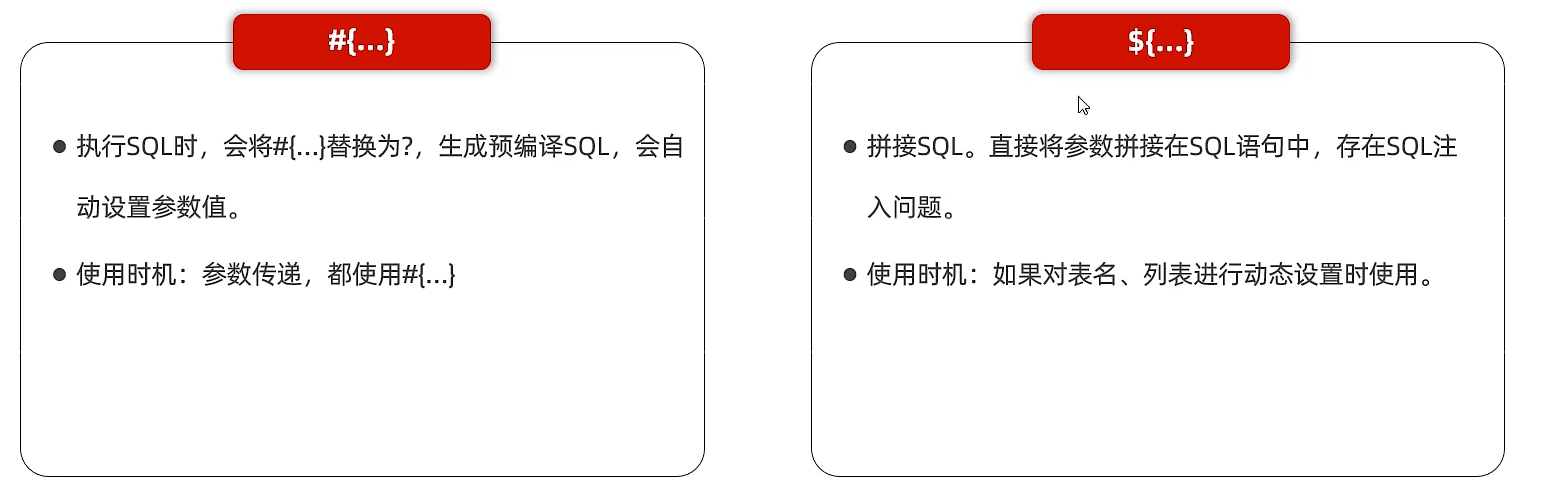 #{…}
执行SQL时，会将#{…}替换为?，生成预编译SQL，会自
动设置参数值。
使用时机：参数传递，都使用#{…}
${…}
拼接SQL。直接将参数拼接在SQL语句中，存在SQL注
入问题。
使用时机：如果对表名、列表进行动态设置时使用。